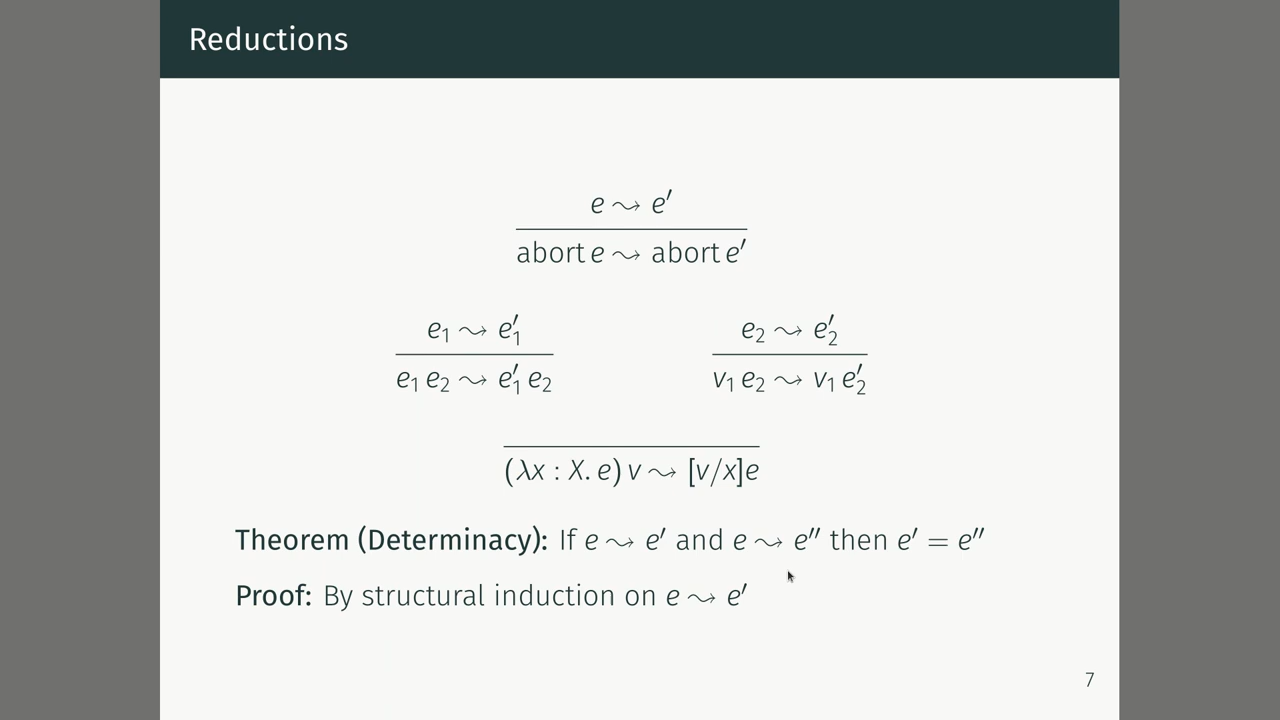 Reductions
e ⇝ e′
abort e ⇝ abort e′
e₁ ⇝ e′₁
e₁ e₂ ⇝ e′₁ e₂
e₂ ⇝ e′₂
v₁ e₂ ⇝ v₁ e′₂
(λx : X. e) v ⇝ [v/x]e
Theorem (Determinacy): If e ⇝ e′ and e ⇝ e″ then e′ = e″
Proof: By structural induction on e ⇝ e′
7